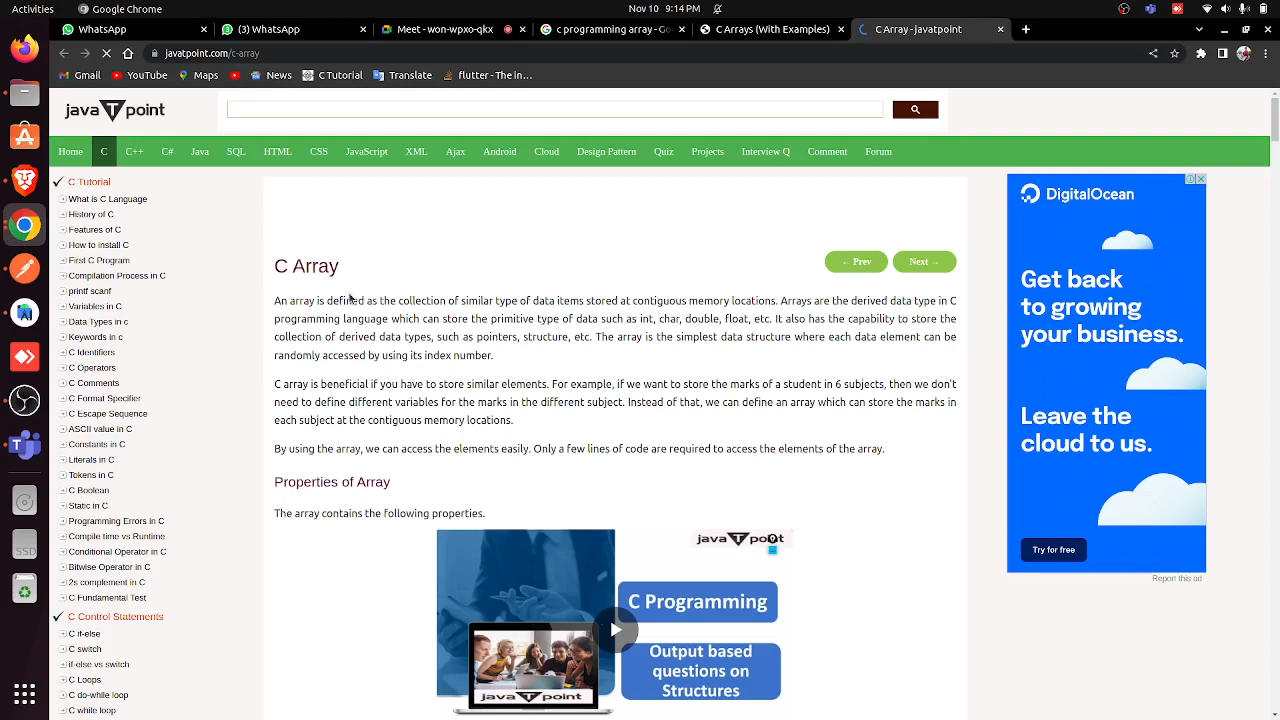 Activities
Google Chrome
Nov 10 9:14 PM
WhatsApp
(3) WhatsApp
Meet - won-wpxo-qkx
c programming array - Go
C Arrays (With Examples)
C Array - javatpoint
javatpoint.com/c-array
Gmail
YouTube
Maps
News
C Tutorial
Translate
flutter - The in...
java T point
Home
C
C++
C#
Java
SQL
HTML
CSS
JavaScript
XML
Ajax
Android
Cloud
Design Pattern
Quiz
Projects
Interview Q
Comment
Forum
C Tutorial
What is C Language
History of C
Features of C
How to install C
First C Program
Compilation Process in C
printf scanf
Variables in C
Data Types in c
Keywords in c
C Identifiers
C Operators
C Comments
C Format Specifier
C Escape Sequence
ASCII value in C
Constants in C
Literals in C
Tokens in C
C Boolean
Static in C
Programming Errors in C
Compile time vs Runtime
Conditional Operator in C
Bitwise Operator in C
2s complement in C
C Fundamental Test
C Control Statements
C if-else
C switch
if-else vs switch
C Loops
C do-while loop
C while loop
C Array
← Prev
Next →
An array is defined as the collection of similar type of data items stored at contiguous memory locations. Arrays are the derived data type in C
programming language which can store the primitive type of data such as int, char, double, float, etc. It also has the capability to store the
collection of derived data types, such as pointers, structure, etc. The array is the simplest data structure where each data element can be
randomly accessed by using its index number.
C array is beneficial if you have to store similar elements. For example, if we want to store the marks of a student in 6 subjects, then we don't
need to define different variables for the marks in the different subject. Instead of that, we can define an array which can store the marks in
each subject at the contiguous memory locations.
By using the array, we can access the elements easily. Only a few lines of code are required to access the elements of the array.
Properties of Array
The array contains the following properties.
java T point
C Programming
Output based
questions on
Structures
java T point
DigitalOcean
Get back
to growing
your business.
Leave the
cloud to us.
Try for free
Report this ad
SSD